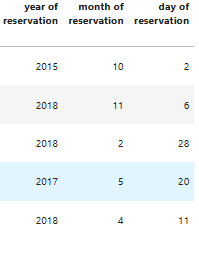 year of month of day of
reservation reservation reservation
2015 10 2
2018 11 6
2018 2 28
2017 5 20
2018 4 11